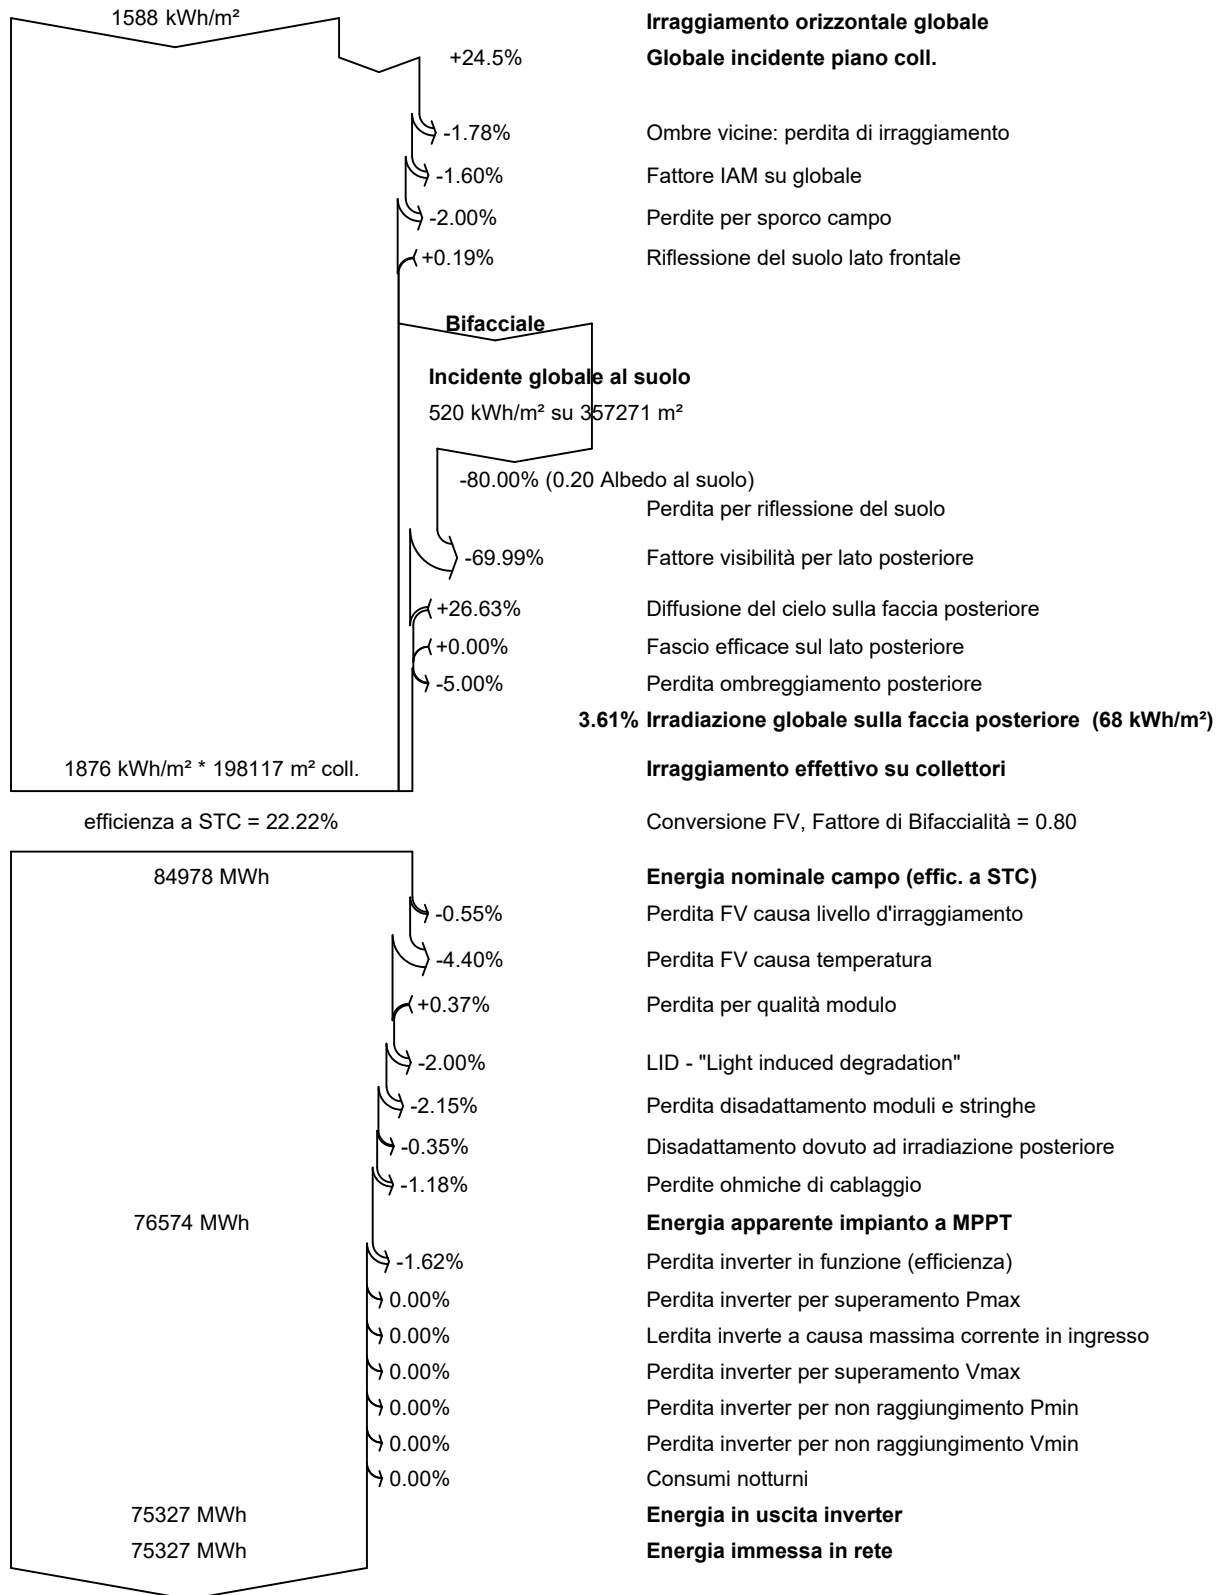 1588 kWh/m² Irraggiamento orizzontale globale
+24.5% Globale incidente piano coll.
-1.78% Ombre vicine: perdita di irraggiamento
-1.60% Fattore IAM su globale
-2.00% Perdite per sporco campo
+0.19% Riflessione del suolo lato frontale
Bifacciale
Incidente globale al suolo
520 kWh/m² su 357271 m²
-80.00% (0.20 Albedo al suolo)
Perdita per riflessione del suolo
-69.99% Fattore visibilità per lato posteriore
+26.63% Diffusione del cielo sulla faccia posteriore
+0.00% Fascio efficace sul lato posteriore
-5.00% Perdita ombreggiamento posteriore
3.61% Irradiazione globale sulla faccia posteriore (68 kWh/m²)
1876 kWh/m² * 198117 m² coll. Irraggiamento effettivo su collettori
efficienza a STC = 22.22% Conversione FV, Fattore di Bifaccialità = 0.80
84978 MWh Energia nominale campo (effic. a STC)
-0.55% Perdita FV causa livello d'irraggiamento
-4.40% Perdita FV causa temperatura
+0.37% Perdita per qualità modulo
-2.00% LID - "Light induced degradation"
-2.15% Perdita disadattamento moduli e stringhe
-0.35% Disadattamento dovuto ad irradiazione posteriore
-1.18% Perdite ohmiche di cablaggio
76574 MWh Energia apparente impianto a MPPT
-1.62% Perdita inverter in funzione (efficienza)
0.00% Perdita inverter per superamento Pmax
0.00% Lerdita inverte a causa massima corrente in ingresso
0.00% Perdita inverter per superamento Vmax
0.00% Perdita inverter per non raggiungimento Pmin
0.00% Perdita inverter per non raggiungimento Vmin
0.00% Consumi notturni
75327 MWh Energia in uscita inverter
75327 MWh Energia immessa in rete